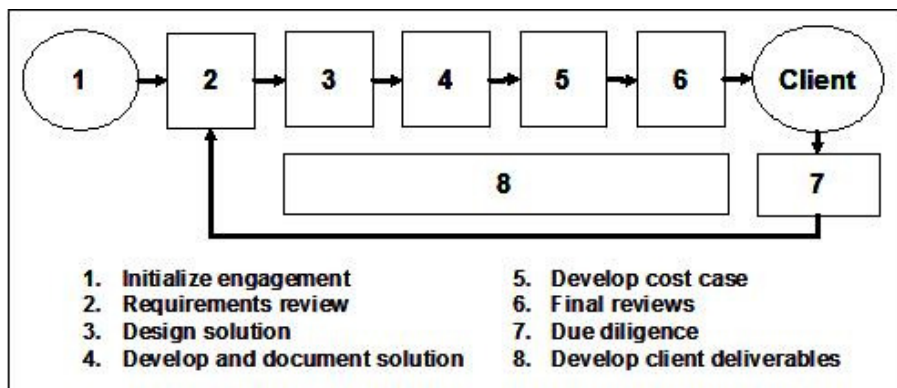 1
2
3
4
5
6
Client
8
7
1. Initialize engagement
2. Requirements review
3. Design solution
4. Develop and document solution
5. Develop cost case
6. Final reviews
7. Due diligence
8. Develop client deliverables